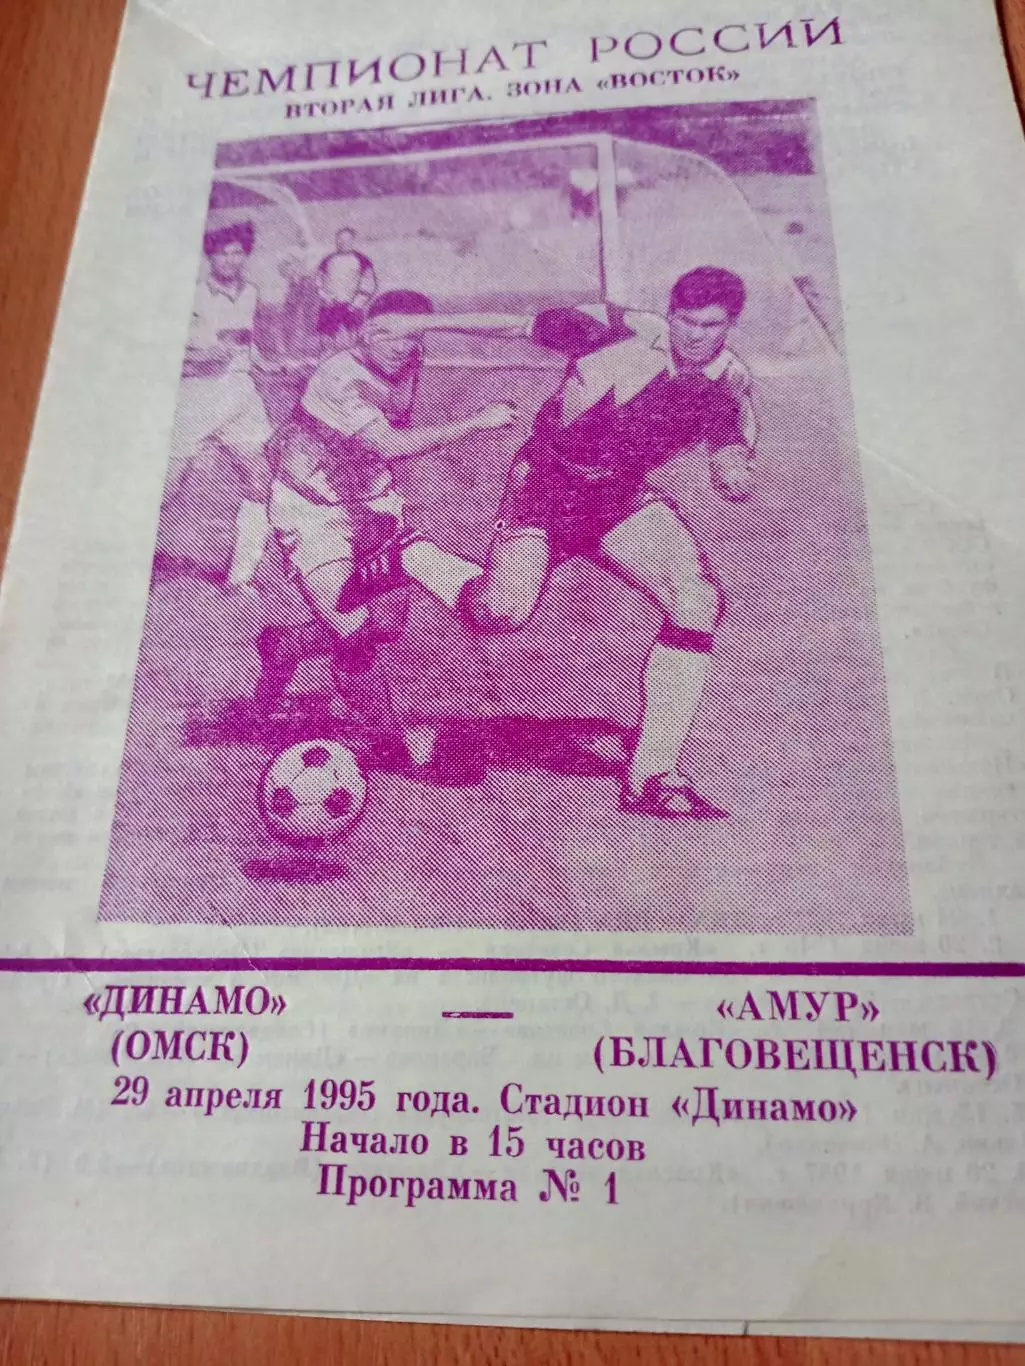 ЧЕМПИОНАТ РОССИИ
ВТОРАЯ ЛИГА. ЗОНА «ВОСТОК»
«ДИНАМО» — «АМУР»
(ОМСК) (БЛАГОВЕЩЕНСК)
29 апреля 1995 года. Стадион «Динамо»
Начало в 15 часов
Программа № 1